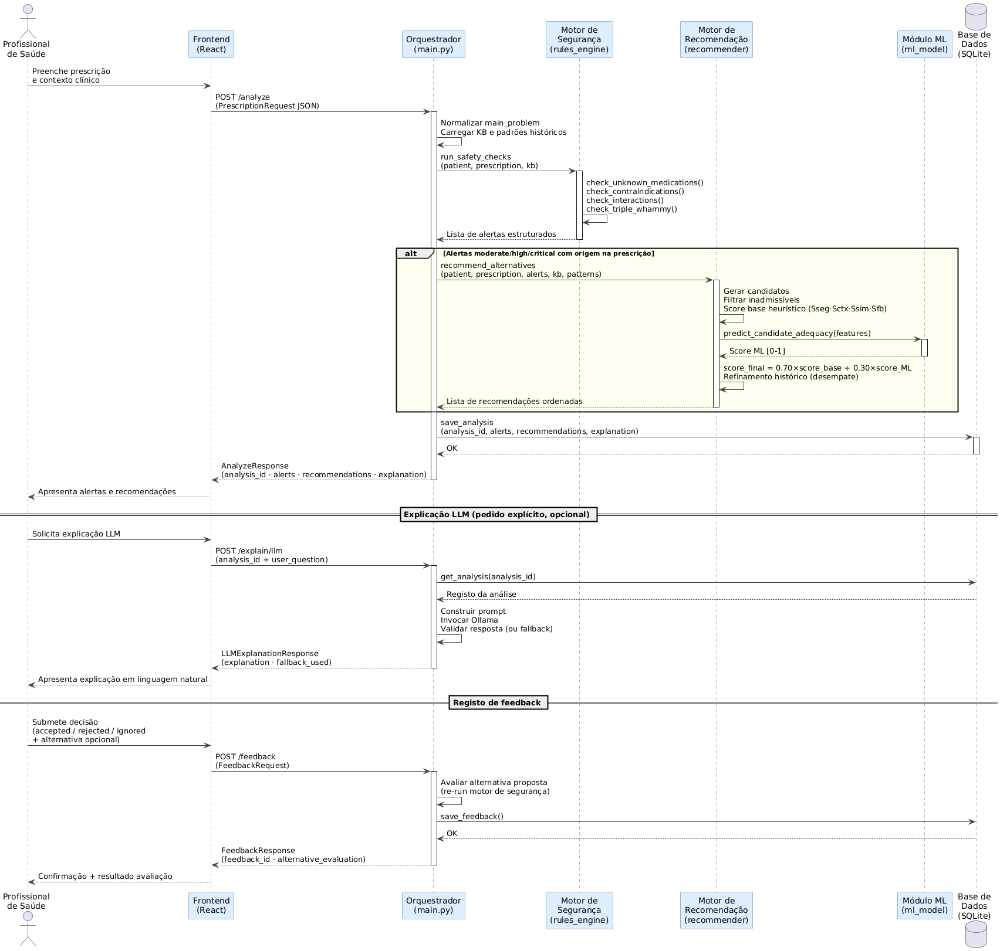 Profissional
de Saúde
Frontend
(React)
Orquestrador
(main.py)
Motor de
Segurança
(rules_engine)
Motor de
Recomendação
(recommender)
Módulo ML
(ml_model)
Base de
Dados
(SQLite)
Preenche prescrição
e contexto clínico
POST /analyze
(PrescriptionRequest JSON)
Normalizar main_problem
Carregar KB e padrões históricos
run_safety_checks
(patient, prescription, kb)
check_unknown_medications()
check_contraindications()
check_interactions()
check_triple_whammy()
Lista de alertas estruturados
alt
[Alertas moderate/high/critical com origem na prescrição]
recommend_alternatives
(patient, prescription, alerts, kb, patterns)
Gerar candidatos
Filtrar inadmissíveis
Score base heurístico (Sseg·Sctx·Ssim·Sfb)
predict_candidate_adequacy(features)
Score ML [0-1]
score_final = 0.70×score_base + 0.30×score_ML
Refinamento histórico (desempate)
Lista de recomendações ordenadas
save_analysis
(analysis_id, alerts, recommendations, explanation)
OK
AnalyzeResponse
(analysis_id · alerts · recommendations · explanation)
Apresenta alertas e recomendações
Explicação LLM (pedido explícito, opcional)
Solicita explicação LLM
POST /explain/llm
(analysis_id + user_question)
get_analysis(analysis_id)
Registo da análise
Construir prompt
Invocar Ollama
Validar resposta (ou fallback)
LLMExplanationResponse
(explanation · fallback_used)
Apresenta explicação em linguagem natural
Registo de feedback
Submete decisão
(accepted / rejected / ignored
+ alternativa opcional)
POST /feedback
(FeedbackRequest)
Avaliar alternativa proposta
(re-run motor de segurança)
save_feedback()
OK
FeedbackResponse
(feedback_id · alternative_evaluation)
Confirmação + resultado avaliação
Profissional
de Saúde
Frontend
(React)
Orquestrador
(main.py)
Motor de
Segurança
(rules_engine)
Motor de
Recomendação
(recommender)
Módulo ML
(ml_model)
Base de
Dados
(SQLite)